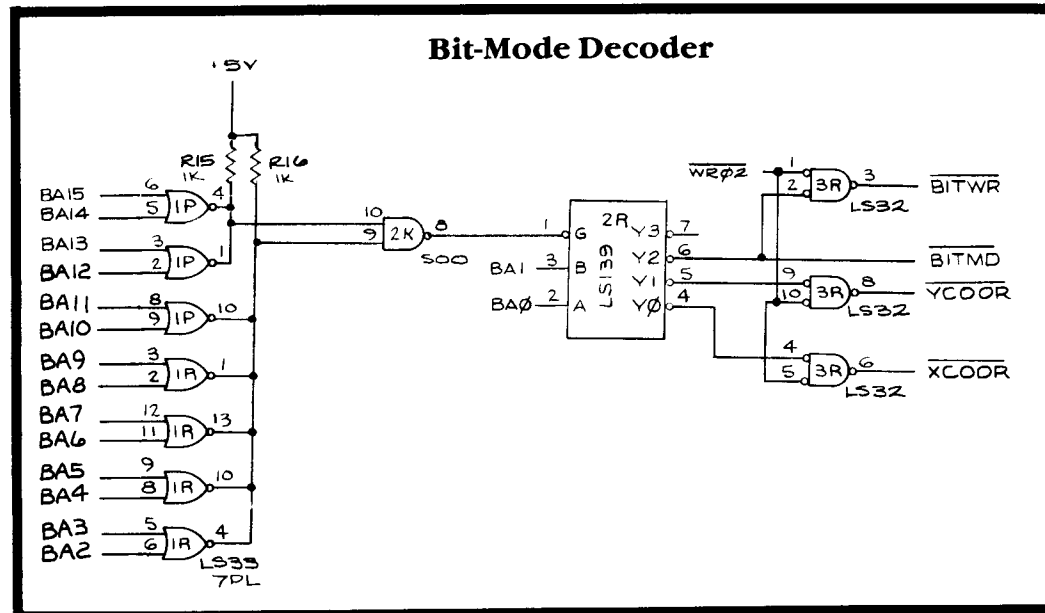 Bit-Mode Decoder
+5V
R15 1K
R16 1K
BA15 6
BA14 5
1P 4
BA13 3
BA12 2
1P 1
BA11 8
BA10 9
1P 10
BA9 3
BA8 2
1R 1
BA7 12
BA6 11
1R 13
BA5 9
BA4 8
1R 10
BA3 5
BA2 6
1R 4
LS33
7PL
10
9
2K 8
S00
1 G
BA1 3 B
BA0 2 A
2R
LS139
Y3 7
Y2 6
Y1 5
Y0 4
WR02
1
2
3R 3
LS32
BITWR
BITMD
9
10
3R 8
LS32
YCOOR
4
5
3R 6
LS32
XCOOR